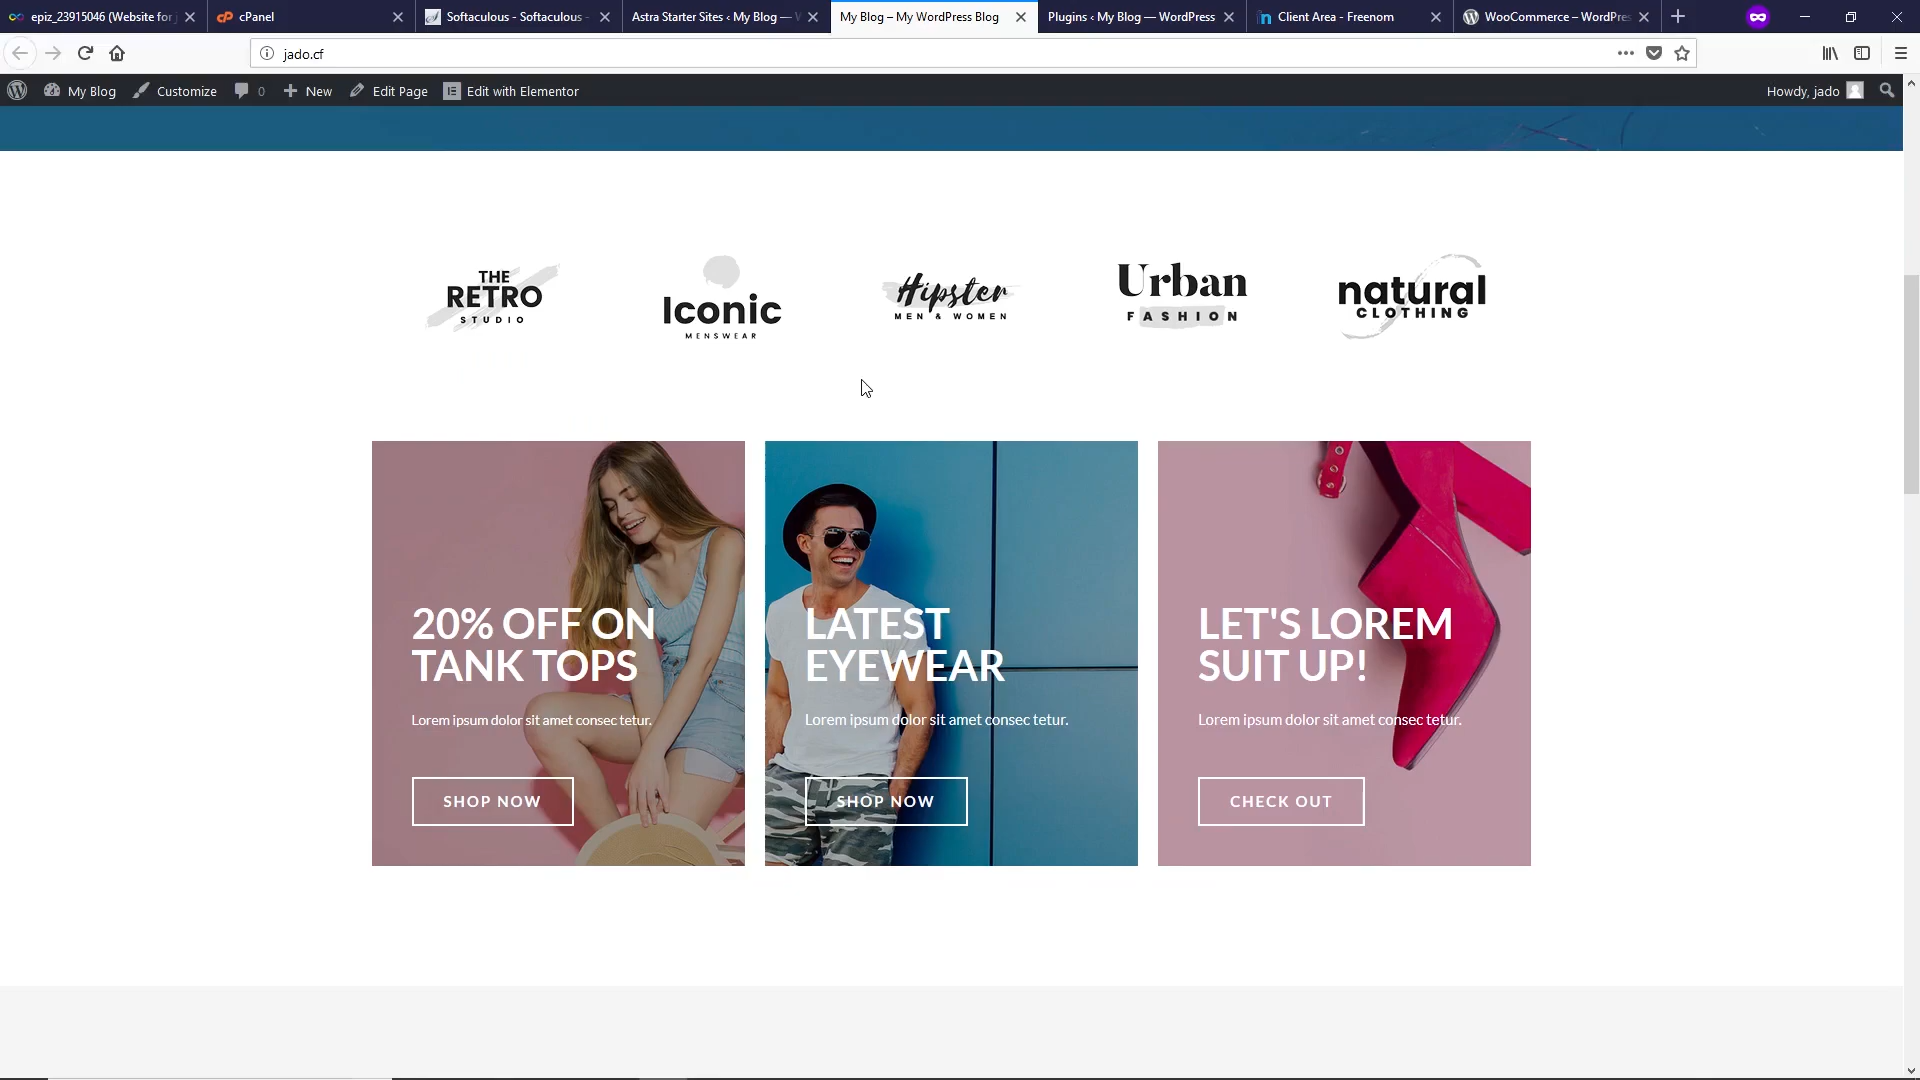 epiz_23915046 (Website for
cPanel
Softaculous - Softaculous -
Astra Starter Sites ‹ My Blog —
My Blog – My WordPress Blog
Plugins ‹ My Blog — WordPress
Client Area - Freenom
WooCommerce – WordPres
jado.cf
My Blog
Customize
0
New
Edit Page
Edit with Elementor
Howdy, jado
THE
RETRO
STUDIO
Iconic
MENSWEAR
Hipster
MEN & WOMEN
Urban
FASHION
natural
CLOTHING
20% OFF ON
TANK TOPS
Lorem ipsum dolor sit amet consec tetur.
SHOP NOW
LATEST
EYEWEAR
Lorem ipsum dolor sit amet consec tetur.
SHOP NOW
LET'S LOREM
SUIT UP!
Lorem ipsum dolor sit amet consec tetur.
CHECK OUT